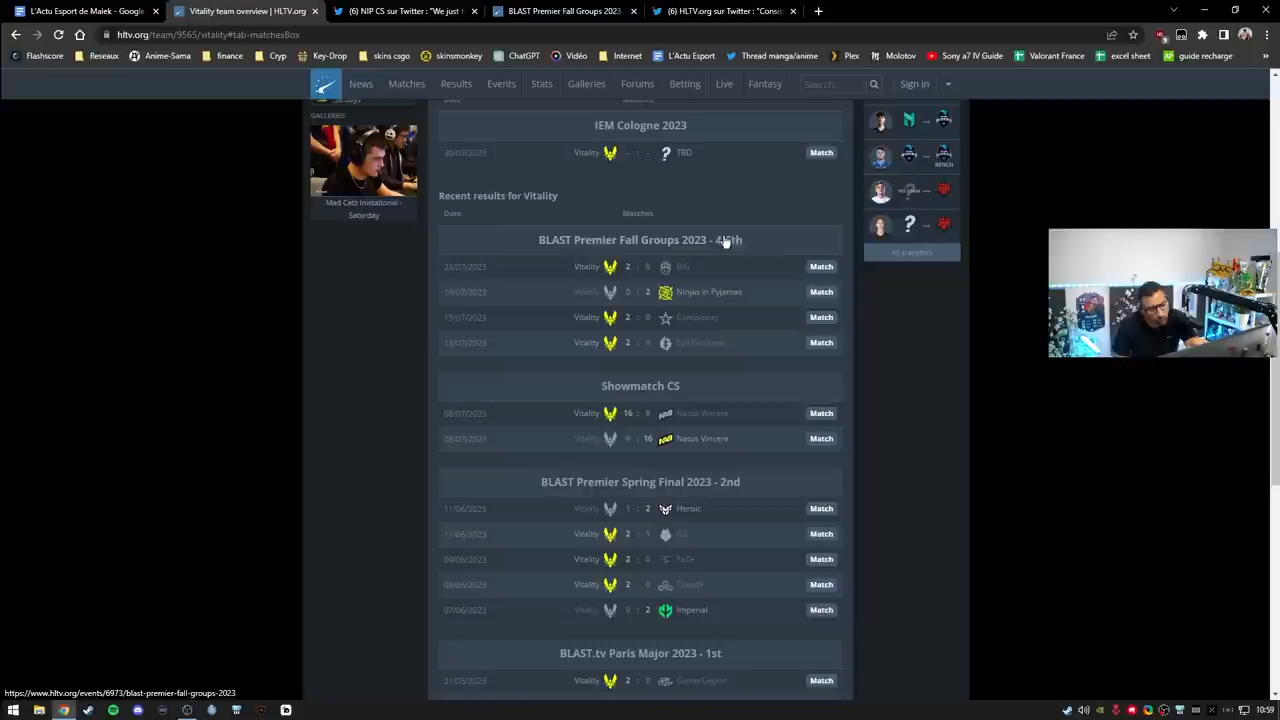 L'Actu Esport de Malek - Google
Vitality team overview | HLTV.org
(6) NIP CS sur Twitter : "We just
BLAST Premier Fall Groups 2023
(6) HLTV.org sur Twitter : "Consis
hltv.org/team/9565/vitality#tab-matchesBox
Flashscore
Reseaux
Anime-Sama
finance
Cryp
Key-Drop
skins csgo
skinsmonkey
ChatGPT
Vidéo
Internet
L'Actu Esport
Thread manga/anime
Plex
Molotov
Sony a7 IV Guide
Valorant France
excel sheet
guide recharge
News
Matches
Results
Events
Stats
Galleries
Forums
Betting
Live
Fantasy
Search...
Sign in
GALLERIES
Mad Catz Invitational -
Saturday
Date Matches
IEM Cologne 2023
30/07/2023 Vitality - : - ? TBD Match
Recent results for Vitality
Date Matches
BLAST Premier Fall Groups 2023 -
23/07/2023 Vitality 2 : 0 BIG Match
19/07/2023 Vitality 0 : 2 Ninjas in Pyjamas Match
15/07/2023 Vitality 2 : 0 Complexity Match
13/07/2023 Vitality 2 : 0 Evil Geniuses Match
Showmatch CS
08/07/2023 Vitality 16 : 8 Natus Vincere Match
08/07/2023 Vitality : 16 Natus Vincere Match
BLAST Premier Spring Final 2023 - 2nd
11/06/2023 Vitality 1 : 2 Heroic Match
Vitality 2 : 1 G2 Match
09/06/2023 Vitality 2 : 0 FaZe Match
08/06/2023 Vitality 2 0 Cloud9 Match
07/06/2023 Vitality 0 : 2 Imperial Match
BLAST.tv Paris Major 2023 - 1st
21/05/2023 Vitality 2 : 0 GamerLegion Match
BENCH
NO TEAM
All transfers
https://www.hltv.org/events/6973/blast-premier-fall-groups-2023
10:59